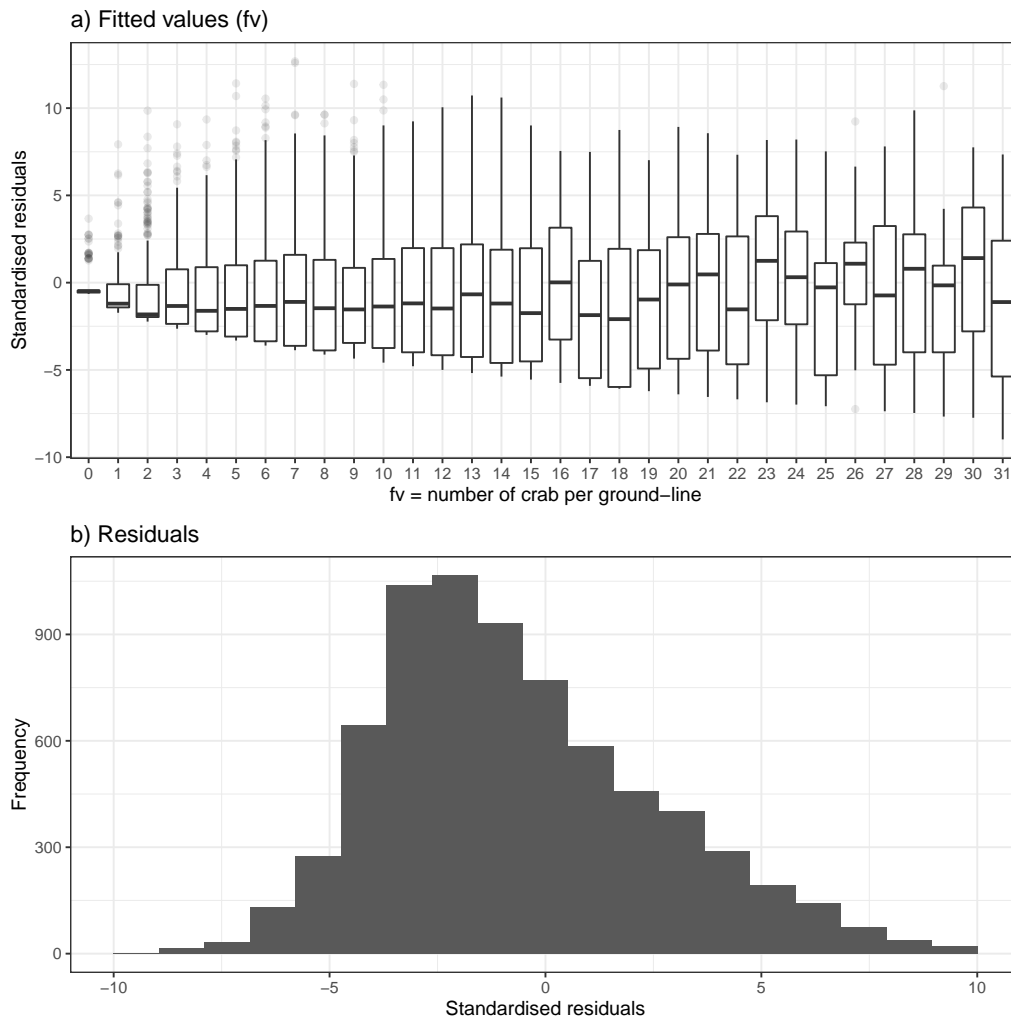 a) Fitted values (fv)
Standardised residuals
10
5
0
−5
−10
0 1 2 3 4 5 6 7 8 9 10 11 12 13 14 15 16 17 18 19 20 21 22 23 24 25 26 27 28 29 30 31
fv = number of crab per ground−line
b) Residuals
Frequency
900
600
300
0
−10 −5 0 5 10
Standardised residuals